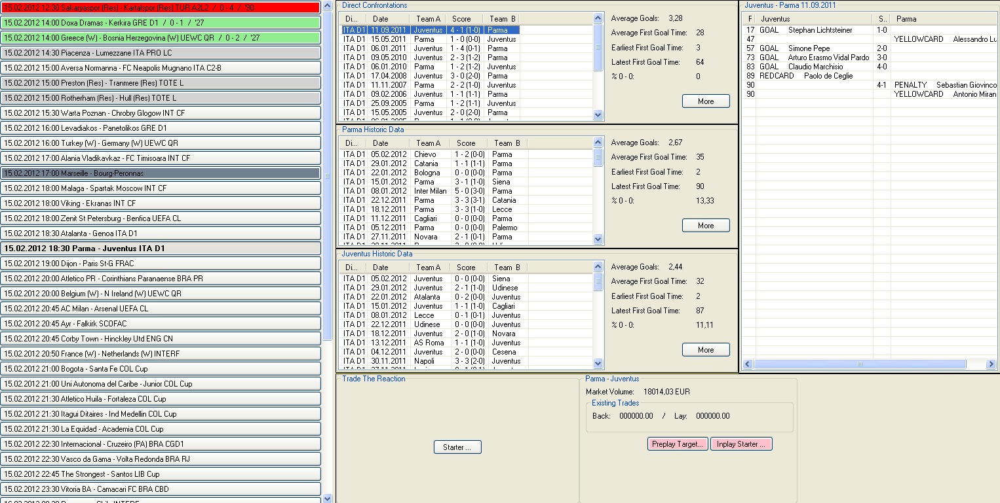 15.02.2012 12:30 Sakaryaspor (Res) - Kartalspor (Res) TUR A2L2 / 0 - 4 / '90
15.02.2012 14:00 Doxa Dramas - Kerkira GRE D1 / 0 - 1 / '27
15.02.2012 14:00 Greece (W) - Bosnia Herzegovina (W) UEWC QR / 0 - 2 / '27
15.02.2012 14:30 Piacenza - Lumezzane ITA PRO LC
15.02.2012 15:00 Aversa Normanna - FC Neapolis Mugnano ITA C2-B
15.02.2012 15:00 Preston (Res) - Tranmere (Res) TOTE L
15.02.2012 15:00 Rotherham (Res) - Hull (Res) TOTE L
15.02.2012 15:30 Warta Poznan - Chrobry Glogow INT CF
15.02.2012 16:00 Levadiakos - Panetolikos GRE D1
15.02.2012 16:00 Turkey (W) - Germany (W) UEWC QR
15.02.2012 17:00 Alania Vladikavkaz - FC Timisoara INT CF
15.02.2012 17:00 Marseille - Bourg-Peronnas
15.02.2012 18:00 Malaga - Spartak Moscow INT CF
15.02.2012 18:00 Viking - Ekranas INT CF
15.02.2012 18:00 Zenit St Petersburg - Benfica UEFA CL
15.02.2012 18:30 Atalanta - Genoa ITA D1
15.02.2012 18:30 Parma - Juventus ITA D1
15.02.2012 19:00 Dijon - Paris St-G FRAC
15.02.2012 20:00 Atletico PR - Corinthians Paranaense BRA PR
15.02.2012 20:00 Belgium (W) - N Ireland (W) UEWC QR
15.02.2012 20:45 AC Milan - Arsenal UEFA CL
15.02.2012 20:45 Ayr - Falkirk SCOFAC
15.02.2012 20:45 Corby Town - Hinckley Utd ENG CN
15.02.2012 20:50 France (W) - Netherlands (W) INTERF
15.02.2012 21:00 Bogota - Santa Fe COL Cup
15.02.2012 21:00 Uni Autonoma del Caribe - Junior COL Cup
15.02.2012 21:30 Atletico Huila - Fortaleza COL Cup
15.02.2012 21:30 Itagui Ditaires - Ind Medellin COL Cup
15.02.2012 21:30 La Equidad - Academia COL Cup
15.02.2012 22:30 Internacional - Cruzeiro (PA) BRA CGD1
15.02.2012 22:30 Vasco da Gama - Volta Redonda BRA RJ
15.02.2012 22:45 The Strongest - Santos LIB Cup
15.02.2012 23:30 Vitoria BA - Camacari FC BRA CBD
Direct Confrontations
Di... Date Team A Score Team B
ITA D1 11.09.2011 Juventus 4 - 1 (1-0) Parma
ITA D1 15.05.2011 Parma 1 - 0 (0-0) Juventus
ITA D1 06.01.2011 Juventus 1 - 4 (0-1) Parma
ITA D1 09.05.2010 Juventus 2 - 3 (1-2) Parma
ITA D1 06.01.2010 Parma 1 - 2 (1-2) Juventus
ITA D1 17.04.2008 Juventus 3 - 0 (2-0) Parma
ITA D1 11.11.2007 Parma 2 - 2 (1-0) Juventus
ITA D1 09.02.2006 Juventus 1 - 1 (1-1) Parma
ITA D1 25.09.2005 Parma 1 - 2 (1-1) Juventus
ITA D1 15.05.2005 Juventus 2 - 0 (2-0) Parma
Average Goals: 3,28
Average First Goal Time: 28
Earliest First Goal Time: 3
Latest First Goal Time: 64
% 0 - 0: 0
More
Parma Historic Data
Di... Date Team A Score Team B
ITA D1 05.02.2012 Chievo 1 - 2 (0-0) Parma
ITA D1 29.01.2012 Catania 1 - 1 (1-1) Parma
ITA D1 22.01.2012 Bologna 0 - 0 (0-0) Parma
ITA D1 15.01.2012 Parma 3 - 1 (1-0) Siena
ITA D1 08.01.2012 Inter Milan 5 - 0 (3-0) Parma
ITA D1 22.12.2011 Parma 3 - 3 (3-1) Catania
ITA D1 18.12.2011 Parma 3 - 3 (1-0) Lecce
ITA D1 11.12.2011 Cagliari 0 - 0 (0-0) Parma
ITA D1 05.12.2011 Parma 0 - 0 (0-0) Palermo
ITA D1 27.11.2011 Novara 2 - 1 (0-1) Parma
Average Goals: 2,67
Average First Goal Time: 35
Earliest First Goal Time: 2
Latest First Goal Time: 90
% 0 - 0: 13,33
More
Juventus Historic Data
Di... Date Team A Score Team B
ITA D1 05.02.2012 Juventus 0 - 0 (0-0) Siena
ITA D1 29.01.2012 Juventus 2 - 1 (1-0) Udinese
ITA D1 22.01.2012 Atalanta 0 - 2 (0-0) Juventus
ITA D1 15.01.2012 Juventus 1 - 1 (1-0) Cagliari
ITA D1 08.01.2012 Lecce 0 - 1 (0-1) Juventus
ITA D1 22.12.2011 Udinese 0 - 0 (0-0) Juventus
ITA D1 18.12.2011 Juventus 2 - 0 (1-0) Novara
ITA D1 13.12.2011 AS Roma 1 - 1 (1-0) Juventus
ITA D1 04.12.2011 Juventus 2 - 0 (0-0) Cesena
ITA D1 30.11.2011 Napoli 3 - 3 (2-0) Juventus
Average Goals: 2,44
Average First Goal Time: 32
Earliest First Goal Time: 2
Latest First Goal Time: 87
% 0 - 0: 11,11
More
Juventus - Parma 11.09.2011
F Juventus S.. Parma
17 GOAL Stephan Lichtsteiner 1-0
47 YELLOWCARD Alessandro Lu
57 GOAL Simone Pepe 2-0
73 GOAL Arturo Erasmo Vidal Pardo 3-0
83 GOAL Claudio Marchisio 4-0
89 REDCARD Paolo de Ceglie
90 4-1 PENALTY Sebastian Giovinco
90 YELLOWCARD Antonio Miran
Trade The Reaction
Starter ...
Parma - Juventus
Market Volume: 18014,03 EUR
Existing Trades
Back: 000000.00 / Lay: 000000.00
Preplay Target... Inplay Starter ...